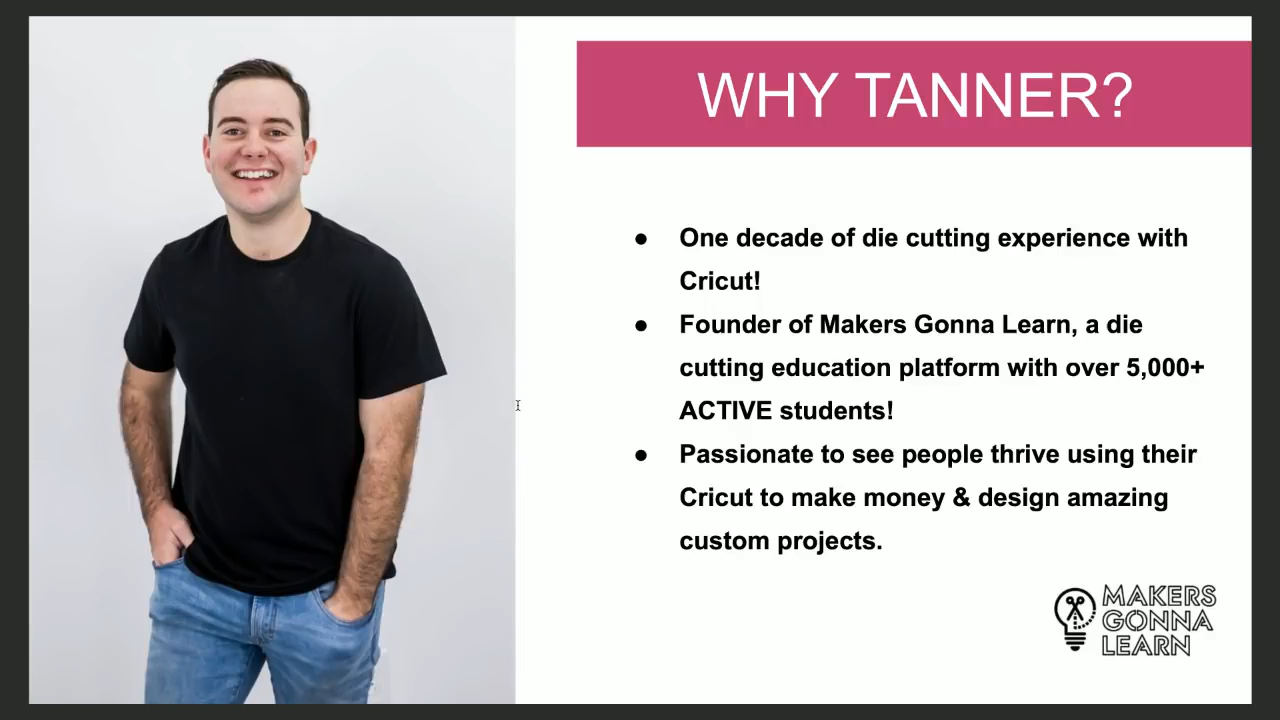 WHY TANNER?
● One decade of die cutting experience with
Cricut!
● Founder of Makers Gonna Learn, a die
cutting education platform with over 5,000+
ACTIVE students!
● Passionate to see people thrive using their
Cricut to make money & design amazing
custom projects.
MAKERS
GONNA
LEARN